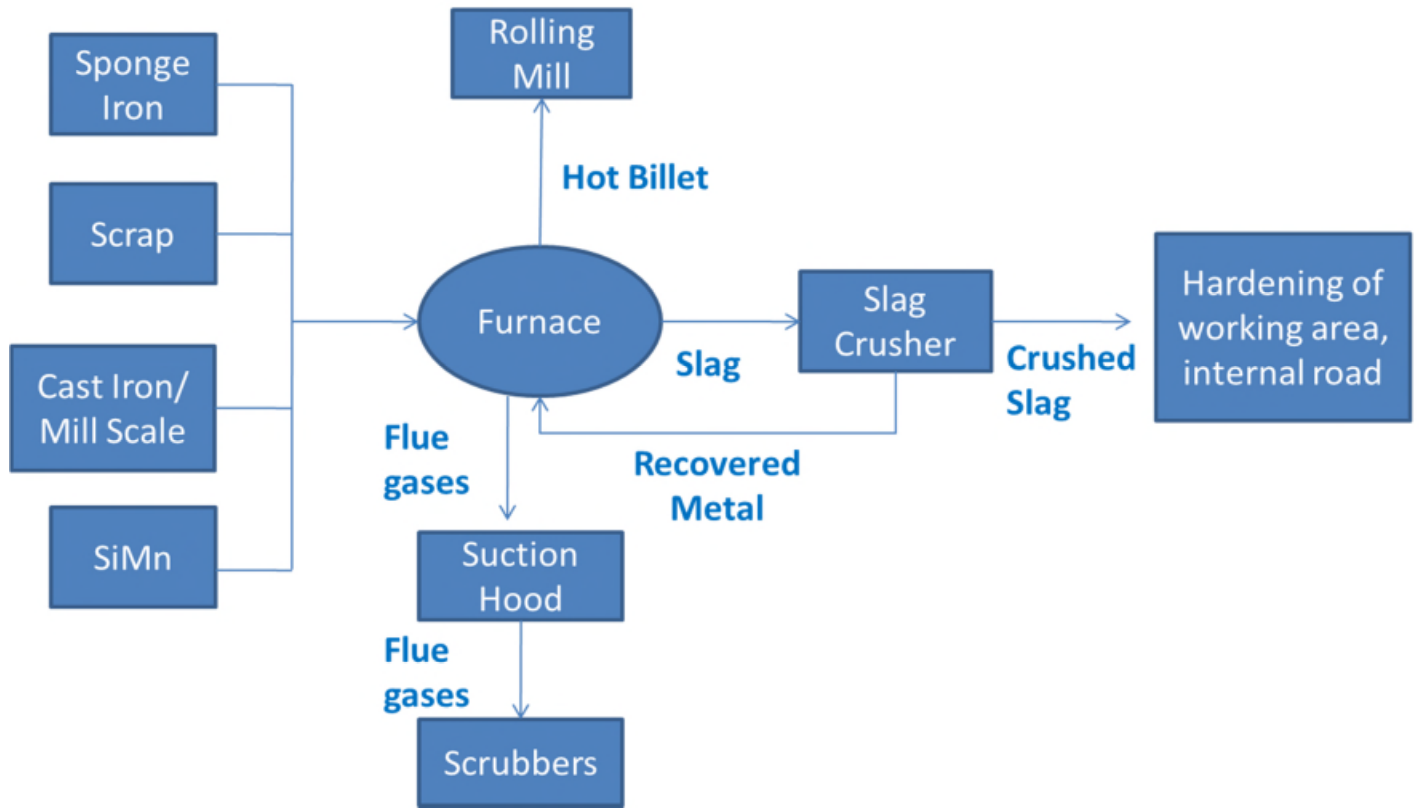 Sponge
Iron
Scrap
Cast Iron/
Mill Scale
SiMn
Rolling
Mill
Hot Billet
Furnace
Slag
Slag
Crusher
Crushed
Slag
Hardening of
working area,
internal road
Recovered
Metal
Flue
gases
Suction
Hood
Flue
gases
Scrubbers